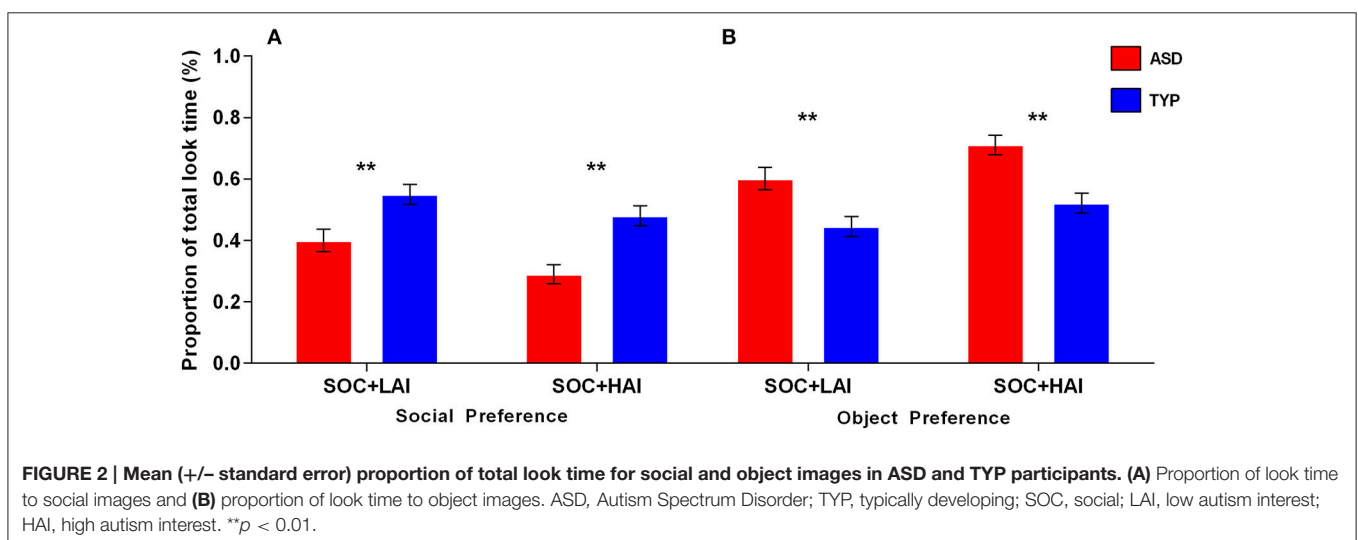 A
B
Proportion of total look time (%)
1.0
0.8
0.6
0.4
0.2
0.0
ASD
TYP
**
**
**
**
SOC+LAI
SOC+HAI
SOC+LAI
SOC+HAI
Social Preference
Object Preference
FIGURE 2 | Mean (+/– standard error) proportion of total look time for social and object images in ASD and TYP participants. (A) Proportion of look time
to social images and (B) proportion of look time to object images. ASD, Autism Spectrum Disorder; TYP, typically developing; SOC, social; LAI, low autism interest;
HAI, high autism interest. **p < 0.01.